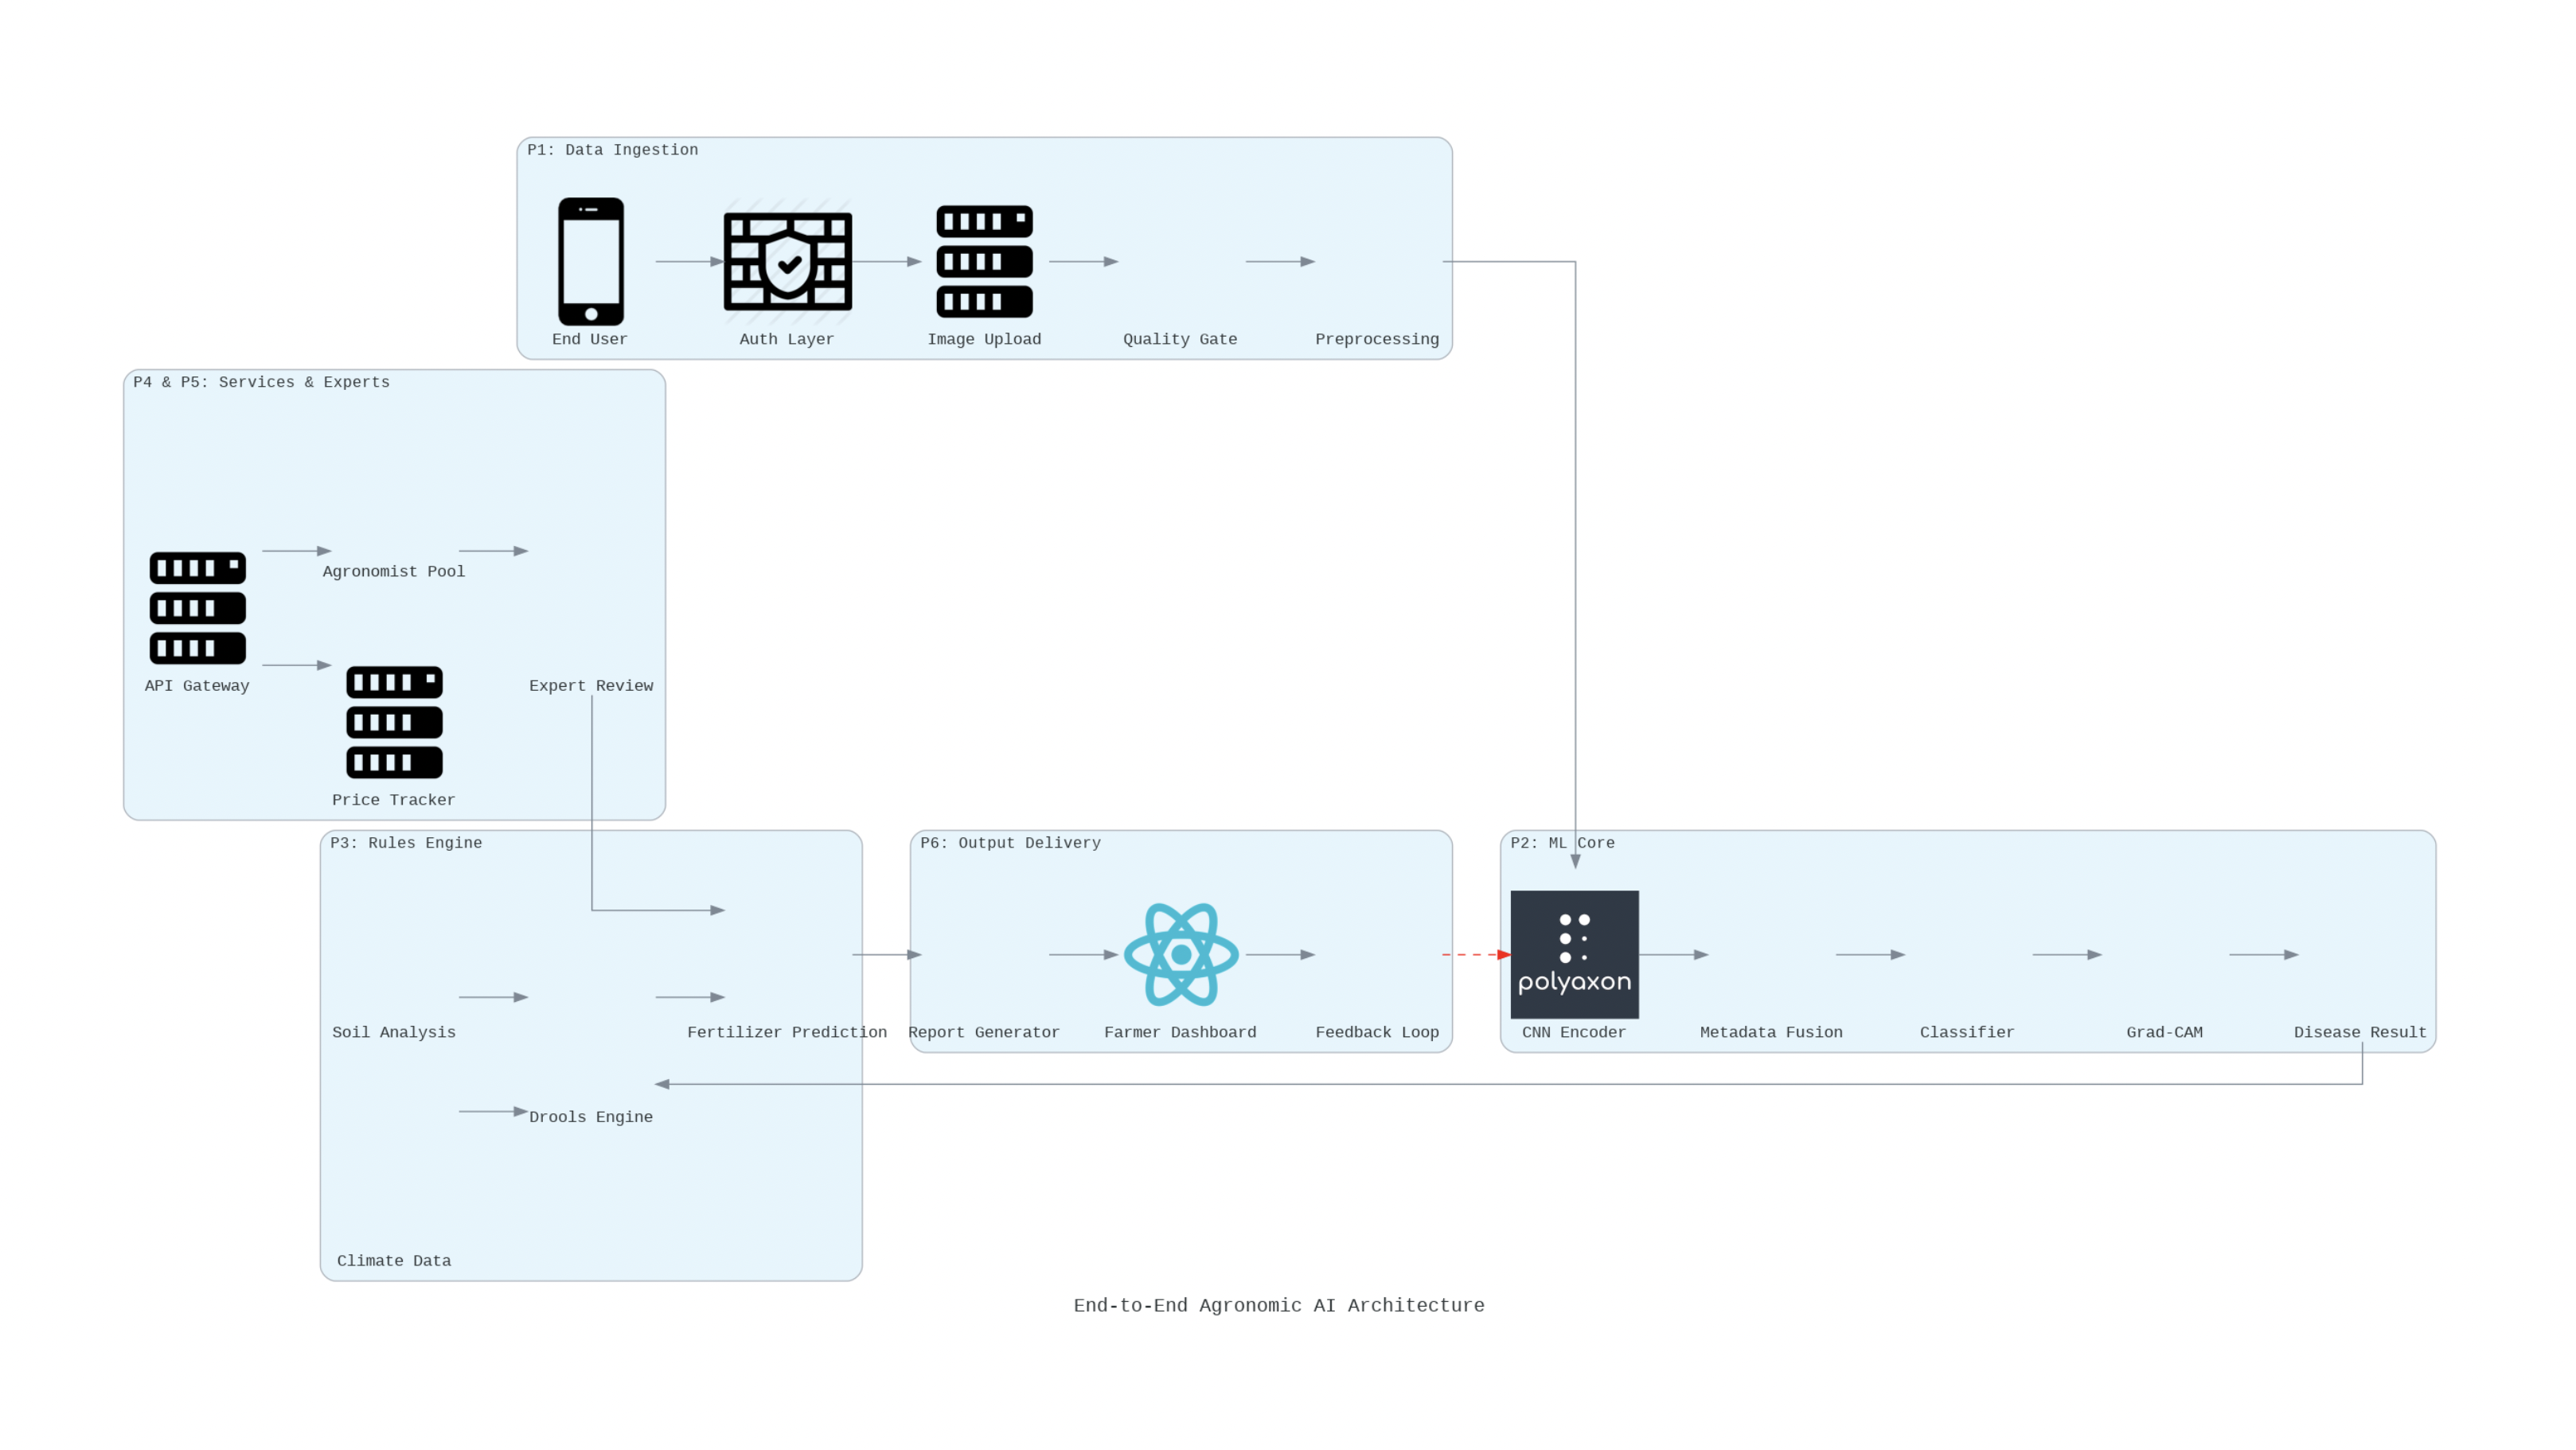 P1: Data Ingestion
End User
Auth Layer
Image Upload
Quality Gate
Preprocessing
P4 & P5: Services & Experts
Agronomist Pool
API Gateway
Expert Review
Price Tracker
P3: Rules Engine
Soil Analysis
Fertilizer Prediction
Drools Engine
Climate Data
P6: Output Delivery
Report Generator
Farmer Dashboard
Feedback Loop
P2: ML Core
polyaxon
CNN Encoder
Metadata Fusion
Classifier
Grad-CAM
Disease Result
End-to-End Agronomic AI Architecture